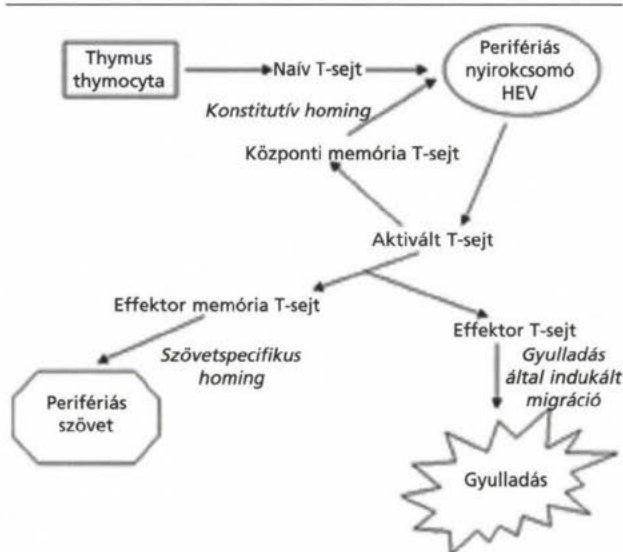 Thymus
thymocyta
Naív T-sejt
Perifériás
nyirokcsomó
HEV
Konstitutív homing
Központi memória T-sejt
Aktivált T-sejt
Effektor memória T-sejt
Effektor T-sejt
Szövetspecifikus
homing
Gyulladás
által indukált
migráció
Perifériás
szövet
Gyulladás